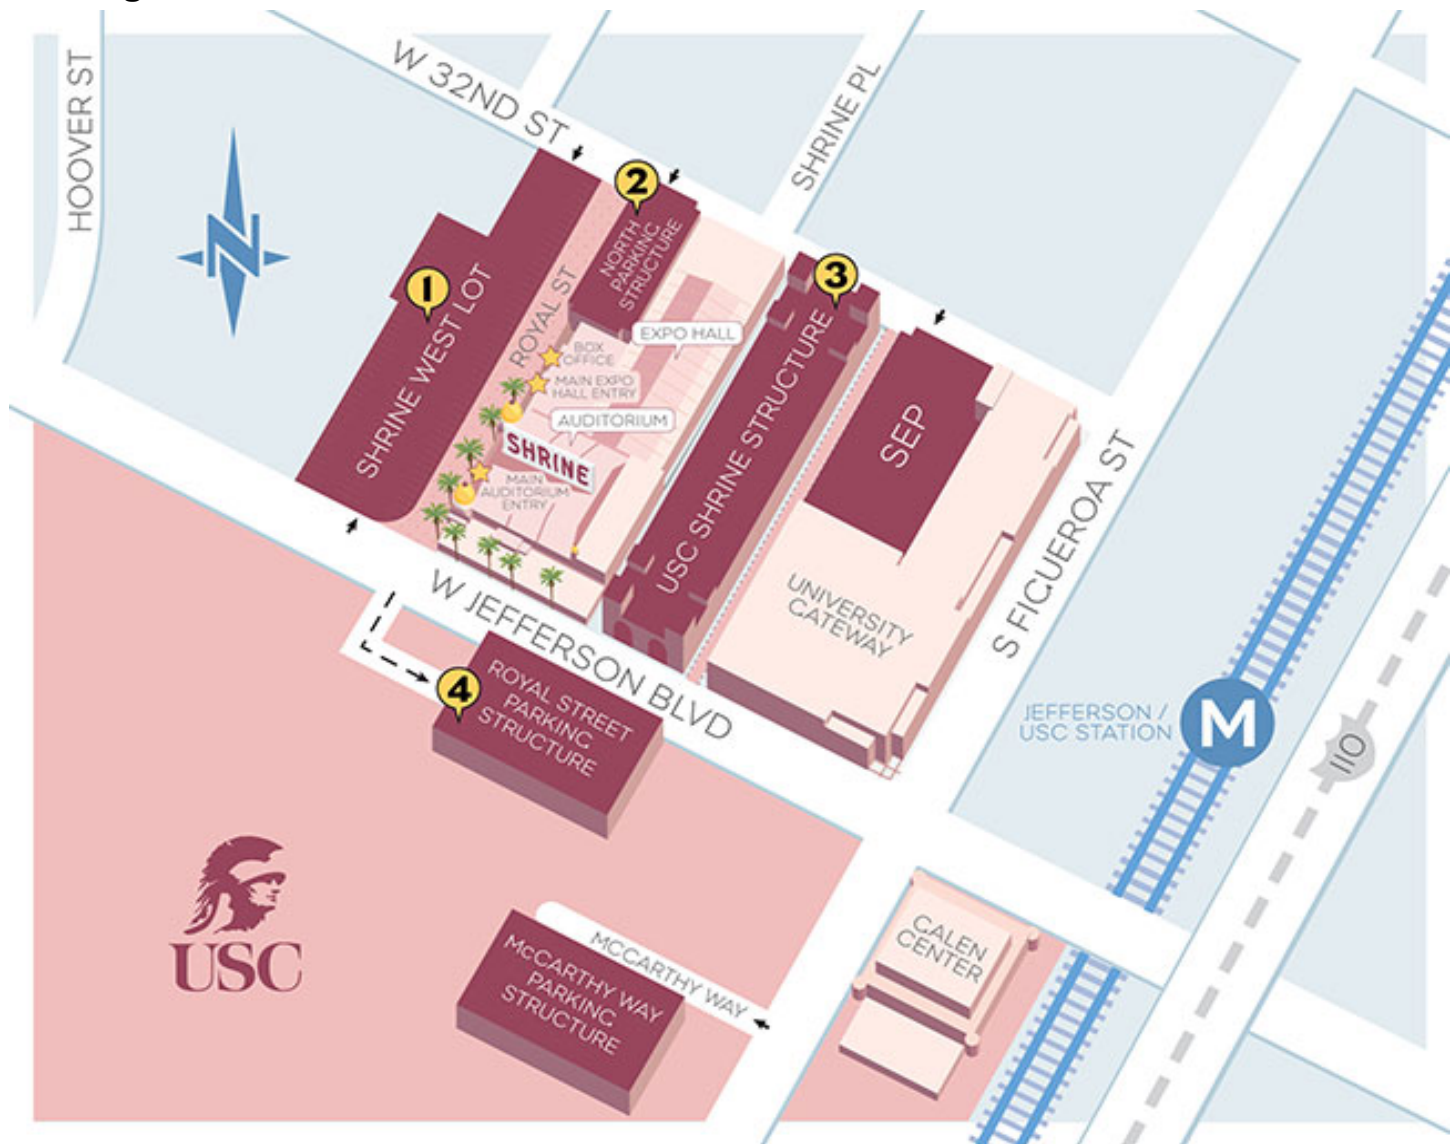 HOOVER ST
W 32ND ST
SHRINE PL
N
1
SHRINE WEST LOT
2
NORTH
PARKING
STRUCTURE
ROYAL ST
BOX
OFFICE
MAIN EXPO
HALL ENTRY
EXPO HALL
AUDITORIUM
SHRINE
MAIN
AUDITORIUM
ENTRY
3
USC SHRINE STRUCTURE
SEP
UNIVERSITY
GATEWAY
S FIGUEROA ST
W JEFFERSON BLVD
4
ROYAL STREET
PARKING
STRUCTURE
JEFFERSON /
USC STATION
M
110
USC
MCCARTHY WAY
McCARTHY WAY
PARKING
STRUCTURE
GALEN
CENTER